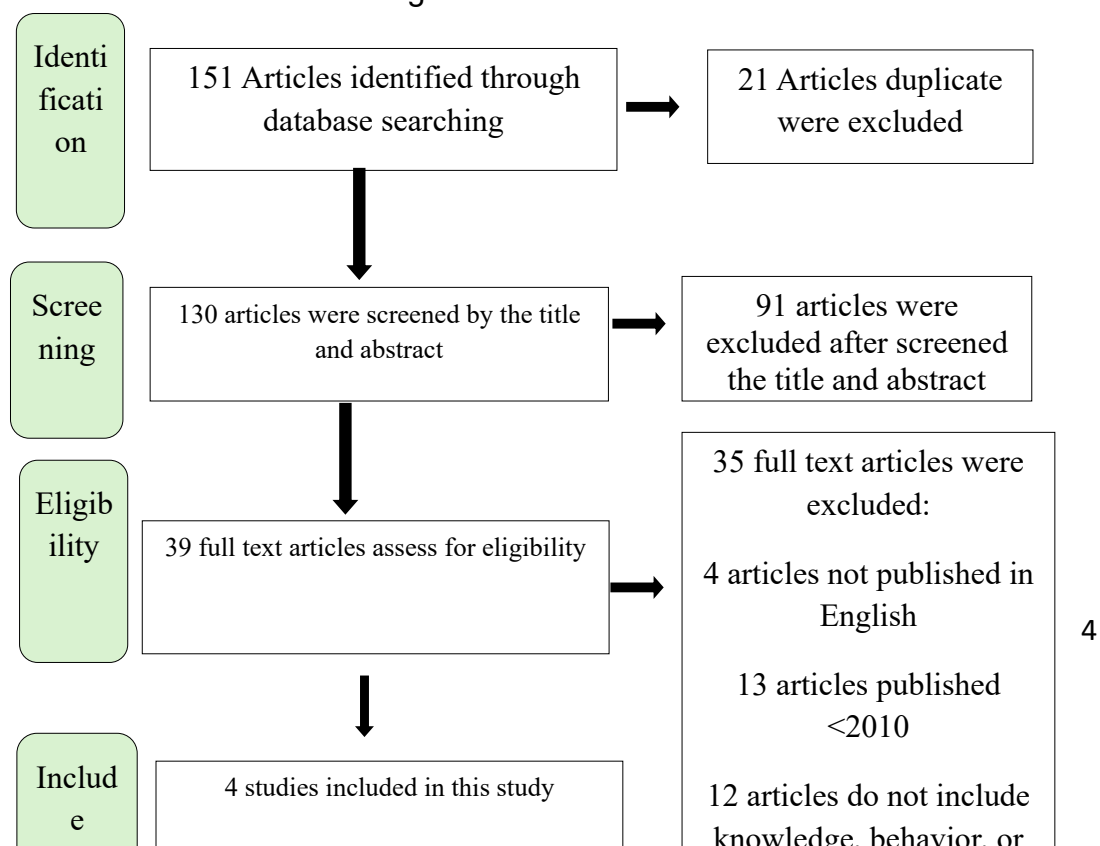 Identi
ficati
on
151 Articles identified through
database searching
21 Articles duplicate
were excluded
Scree
ning
130 articles were screened by the title
and abstract
91 articles were
excluded after screened
the title and abstract
Eligib
ility
39 full text articles assess for eligibility
35 full text articles were
excluded:
4 articles not published in
English
13 articles published
<2010
12 articles do not include
knowledge, behavior, or
4
Includ
e
4 studies included in this study